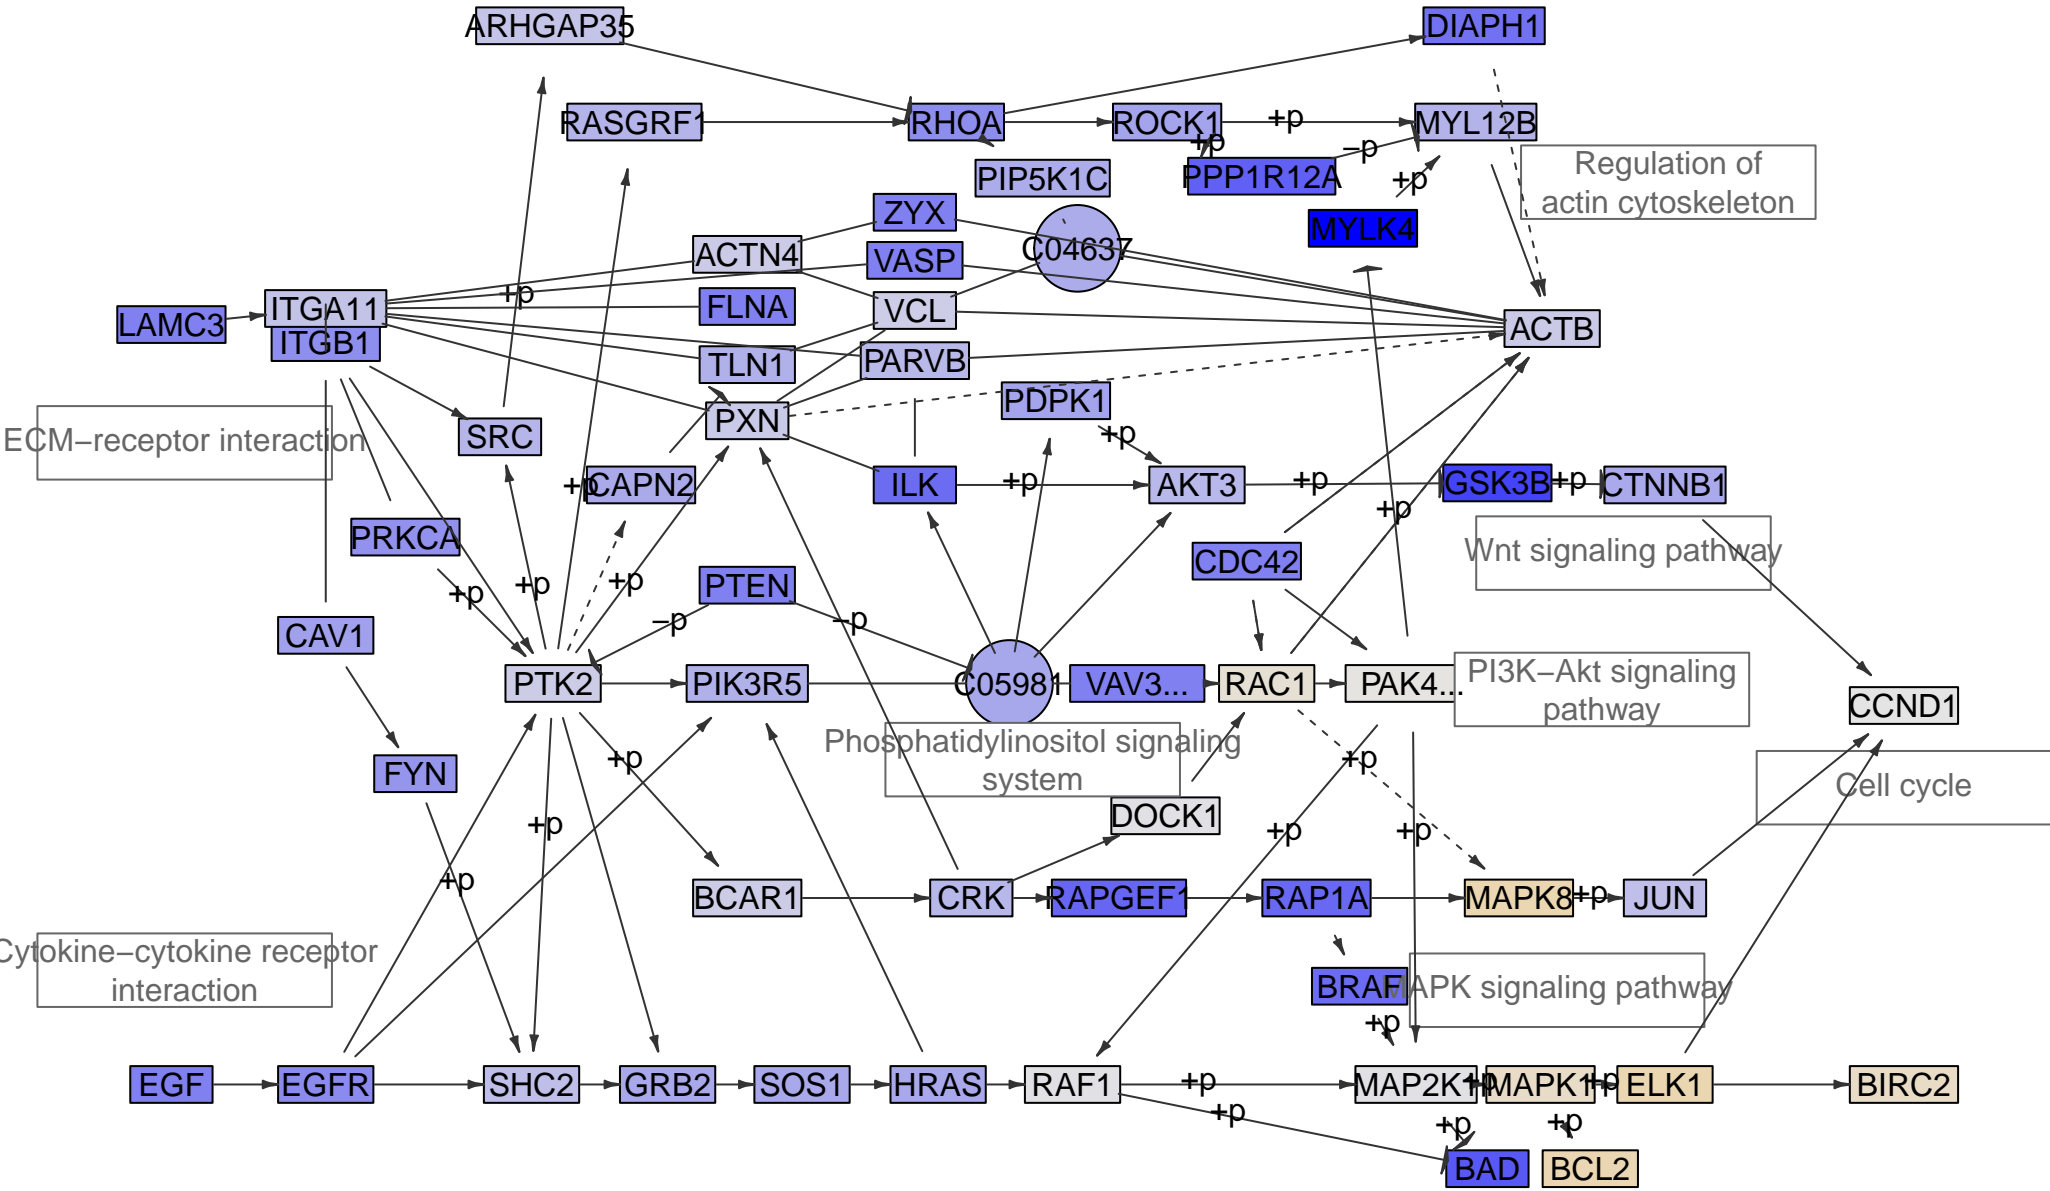 ARHGAP35
DIAPH1
RASGRF1
RHOA
ROCK1
+p
MYL12B
+p
−p
PIP5K1C
PPP1R12A
+p
Regulation of
actin cytoskeleton
ZYX
MYLK4
ACTN4
C04637
VASP
+p
ITGA11
FLNA
VCL
LAMC3
ACTB
ITGB1
TLN1
PARVB
PDPK1
PXN
+p
SRC
ECM−receptor interaction
+p
CAPN2
ILK
+p
AKT3
+p
GSK3B
+p
CTNNB1
+p
PRKCA
Wnt signaling pathway
CDC42
+p
+p
+p
PTEN
−p
−p
CAV1
PTK2
PIK3R5
C05981
VAV3...
RAC1
PAK4...
PI3K−Akt signaling
pathway
CCND1
Phosphatidylinositol signaling
system
+p
+p
FYN
Cell cycle
DOCK1
+p
+p
+p
+p
BCAR1
CRK
RAPGEF1
RAP1A
MAPK8
+p
JUN
Cytokine−cytokine receptor
interaction
BRAF
MAPK signaling pathway
+p
EGF
EGFR
SHC2
GRB2
SOS1
HRAS
RAF1
+p
MAP2K1
+p
MAPK1
+p
ELK1
BIRC2
+p
+p
+p
BAD
BCL2